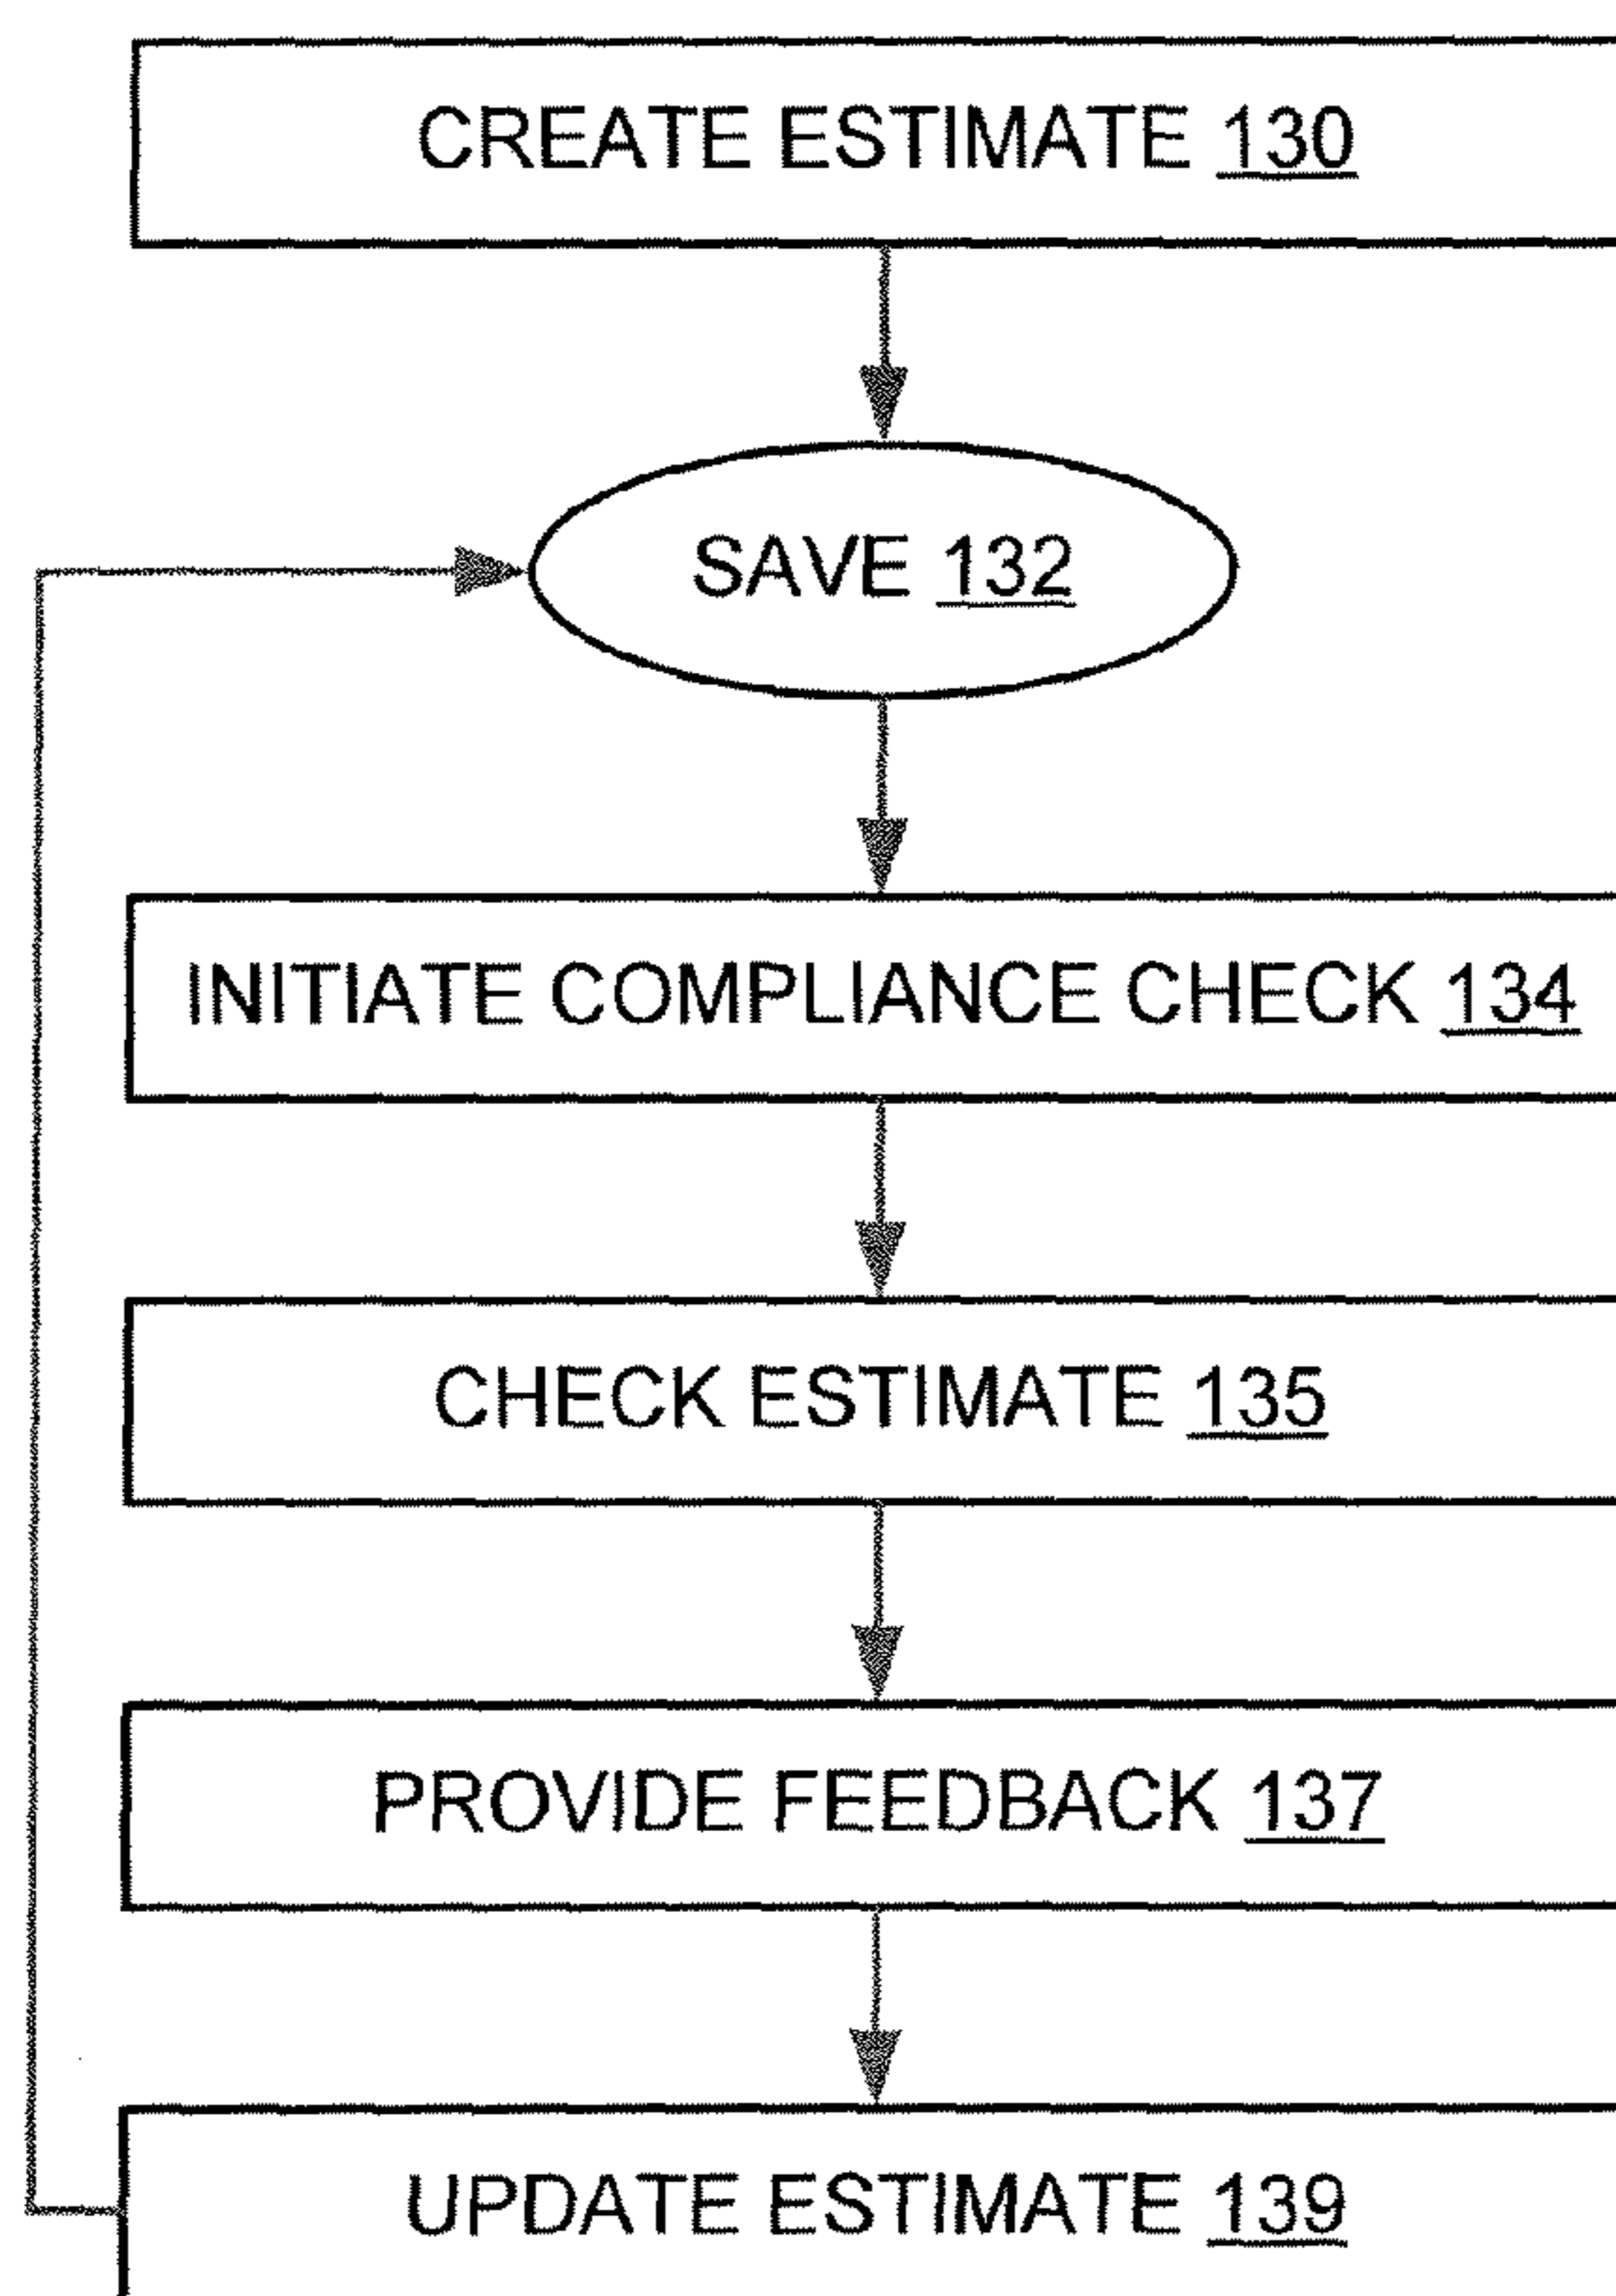 CREATE ESTIMATE 130
SAVE 132
INITIATE COMPLIANCE CHECK 134
CHECK ESTIMATE 135
PROVIDE FEEDBACK 137
UPDATE ESTIMATE 139